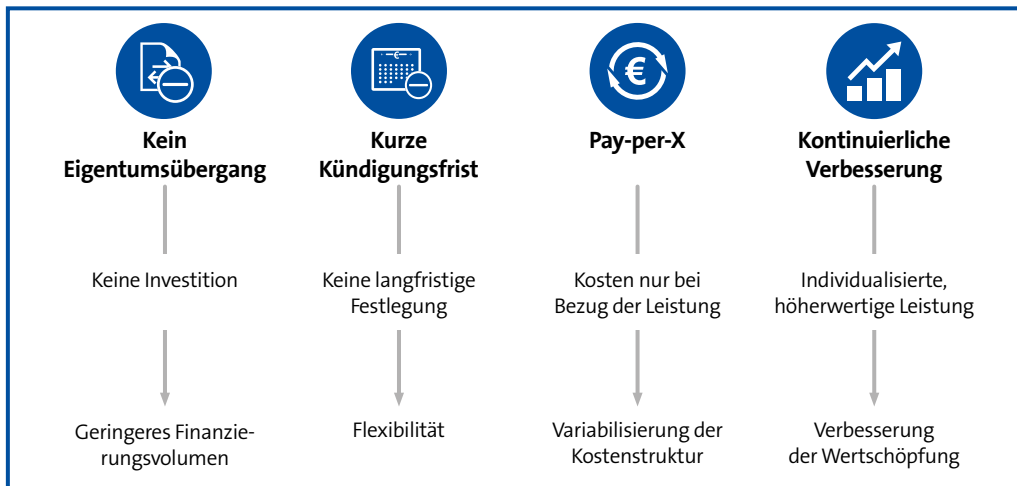 Kein
Eigentumsübergang
Keine Investition
Geringeres Finanzie-
rungsvolumen
Kurze
Kündigungsfrist
Keine langfristige
Festlegung
Flexibilität
€
Pay-per-X
Kosten nur bei
Bezug der Leistung
Variabilisierung der
Kostenstruktur
Kontinuierliche
Verbesserung
Individualisierte,
höherwertige Leistung
Verbesserung
der Wertschöpfung